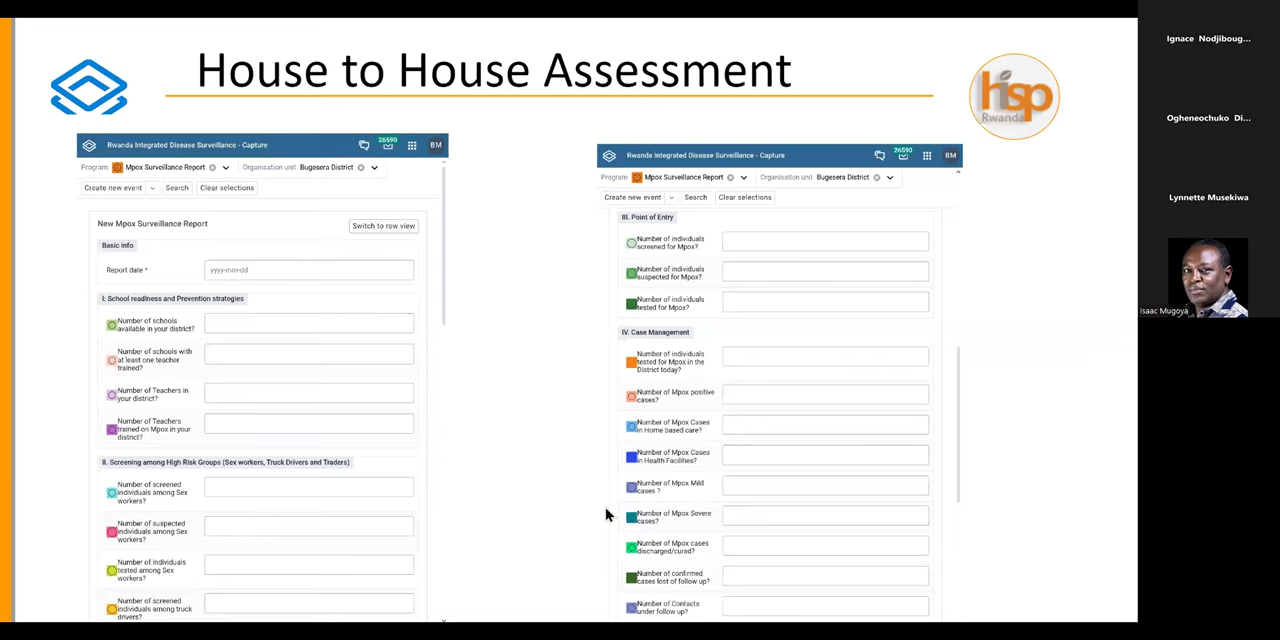 House to House Assessment
hisp
Rwanda
Rwanda Integrated Disease Surveillance - Capture
26590
BM
Program
Mpox Surveillance Report
Organisation unit
Bugesera District
Create new event
Search
Clear selections
New Mpox Surveillance Report
Switch to row view
Basic info
Report date *
yyyy-mm-dd
I: School readiness and Prevention strategies
Number of schools
available in your district?
Number of schools with
at least one teacher
trained?
Number of Teachers in
your district?
Number of Teachers
trained on Mpox in your
district?
II. Screening among High Risk Groups (Sex workers, Truck Drivers and Traders)
Number of screened
individuals among Sex
workers?
Number of suspected
individuals among Sex
workers?
Number of individuals
tested among Sex
workers?
Number of screened
individuals among truck
drivers?
Rwanda Integrated Disease Surveillance - Capture
26590
BM
Program
Mpox Surveillance Report
Organisation unit
Bugesera District
Create new event
Search
Clear selections
III. Point of Entry
Number of individuals
screened for Mpox?
Number of individuals
suspected for Mpox?
Number of individuals
tested for Mpox?
IV. Case Management
Number of individuals
tested for Mpox in the
District today?
Number of Mpox positive
cases?
Number of Mpox Cases
in Home based care?
Number of Mpox Cases
in Health Facilities?
Number of Mpox Mild
cases ?
Number of Mpox Severe
cases?
Number of Mpox cases
discharged/cured?
Number of confirmed
cases lost of follow up?
Number of Contacts
under follow up?
Ignace Nodjiboug...
Ogheneochuko Di...
Lynnette Musekiwa
Isaac Mugoya